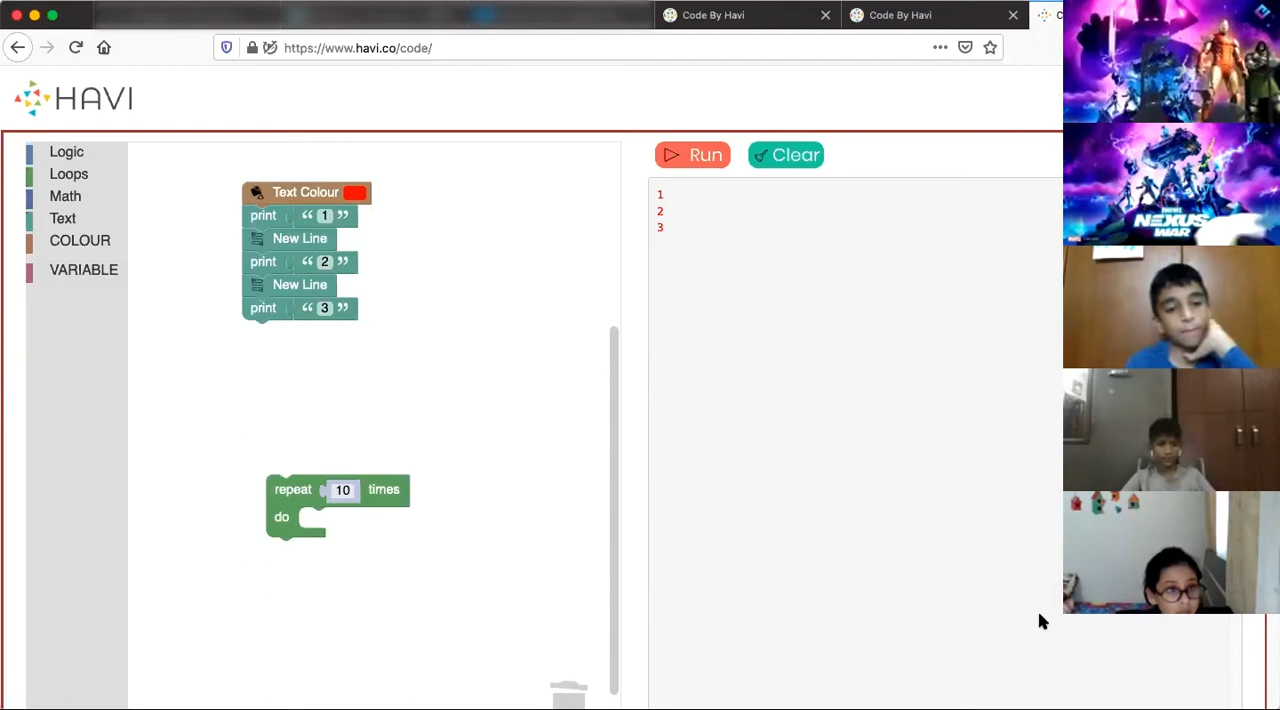 Code By Havi
Code By Havi
C
https://www.havi.co/code/
HAVI
Logic
Loops
Math
Text
COLOUR
VARIABLE
Text Colour
print “ 1 ”
New Line
print “ 2 ”
New Line
print “ 3 ”
repeat 10 times
do
Run
Clear
1
2
3
NEXUS
WAR